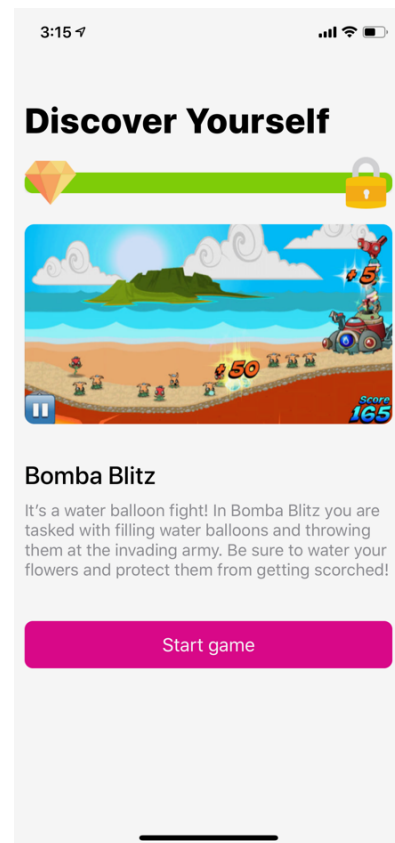 3:15
Discover Yourself
+5
+50
Score
165
Bomba Blitz
It's a water balloon fight! In Bomba Blitz you are
tasked with filling water balloons and throwing
them at the invading army. Be sure to water your
flowers and protect them from getting scorched!
Start game